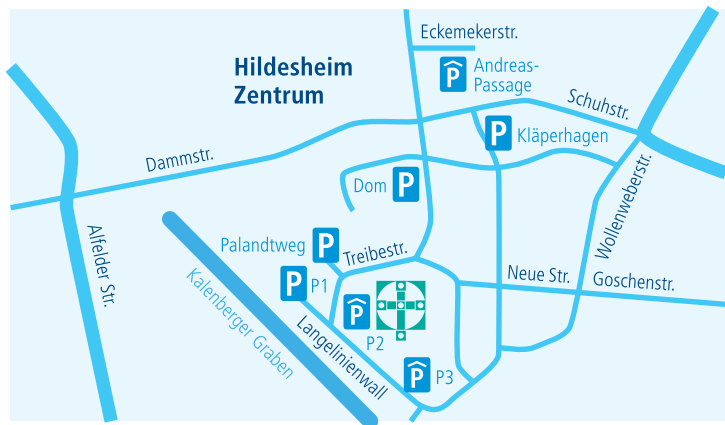 Eckemekerstr.
Hildesheim
Zentrum
P
Andreas-
Passage
Schuhstr.
P
Kläperhagen
Dammstr.
Wollenweberstr.
Dom
P
Alfelder Str.
Palandtweg
P
Treibestr.
Kalenberger Graben
P
P1
Neue Str.
Goschenstr.
P
P2
Langelinienwall
P
P3